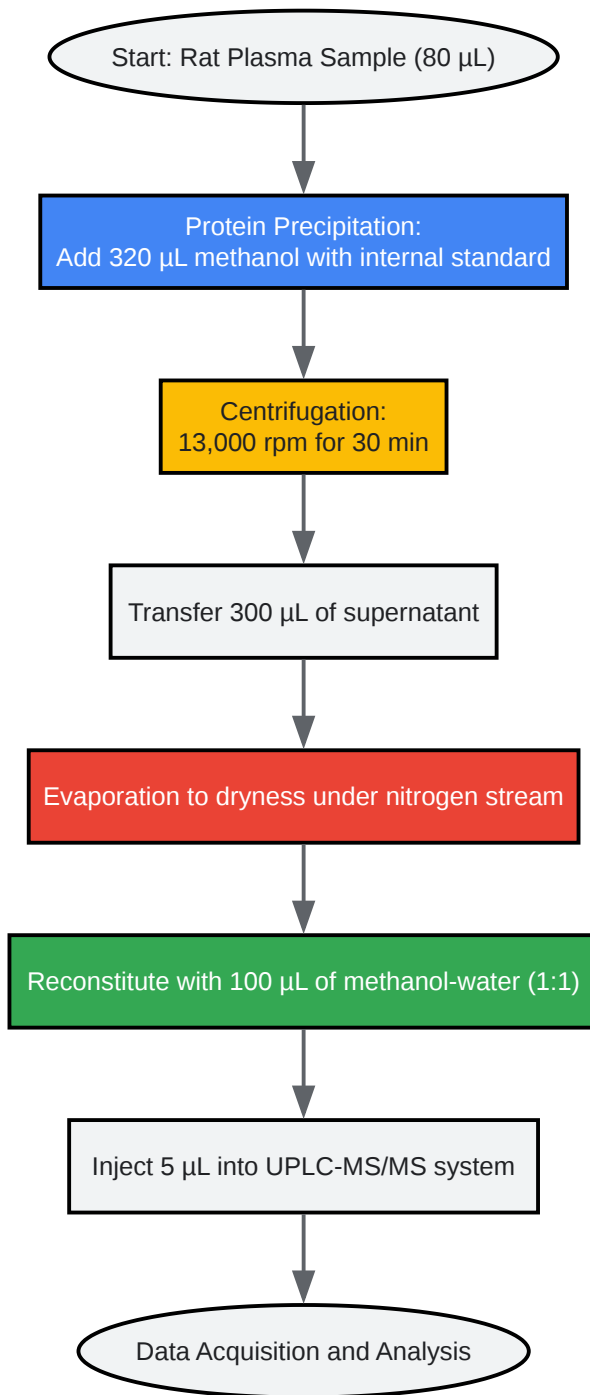 Start: Rat Plasma Sample (80 µL)
Protein Precipitation:
Add 320 µL methanol with internal standard
Centrifugation:
13,000 rpm for 30 min
Transfer 300 µL of supernatant
Evaporation to dryness under nitrogen stream
Reconstitute with 100 µL of methanol-water (1:1)
Inject 5 µL into UPLC-MS/MS system
Data Acquisition and Analysis